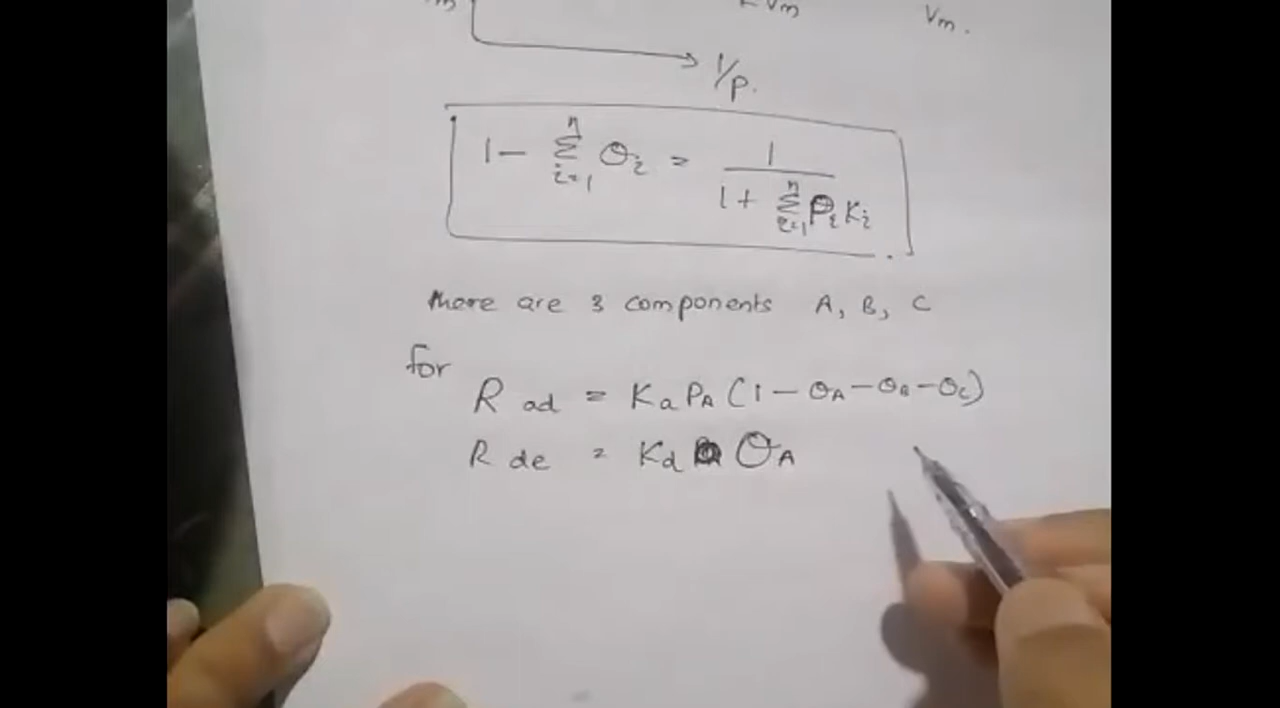 Vm.
1/p.
1 - Σ_{i=1}^{n} θ_i = 1 / (1 + Σ_{i=1}^{n} P_i K_i)
there are 3 components A, B, C
for
R ad = Ka PA (1 - θA - θB - θC)
R de = Kd θA